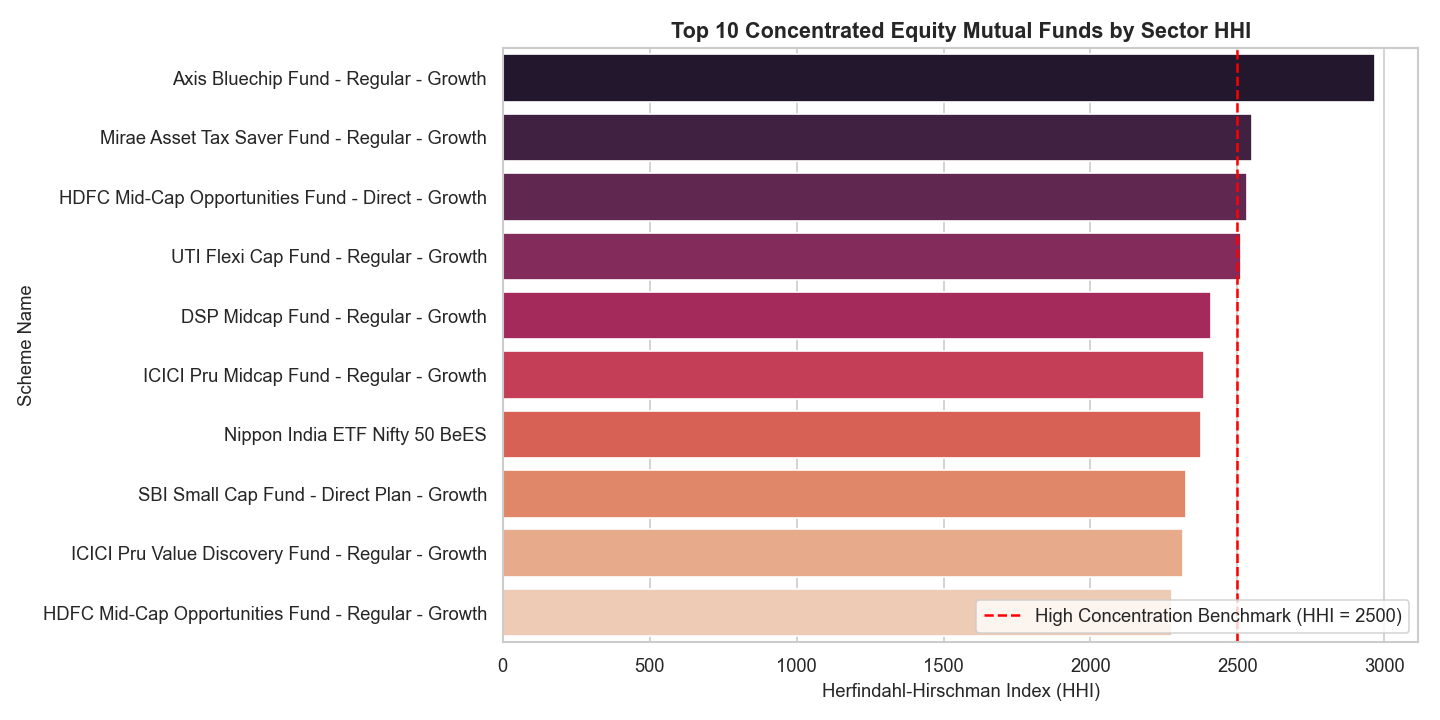 Top 10 Concentrated Equity Mutual Funds by Sector HHI
Scheme Name
Axis Bluechip Fund - Regular - Growth
Mirae Asset Tax Saver Fund - Regular - Growth
HDFC Mid-Cap Opportunities Fund - Direct - Growth
UTI Flexi Cap Fund - Regular - Growth
DSP Midcap Fund - Regular - Growth
ICICI Pru Midcap Fund - Regular - Growth
Nippon India ETF Nifty 50 BeES
SBI Small Cap Fund - Direct Plan - Growth
ICICI Pru Value Discovery Fund - Regular - Growth
HDFC Mid-Cap Opportunities Fund - Regular - Growth
High Concentration Benchmark (HHI = 2500)
0 500 1000 1500 2000 2500 3000
Herfindahl-Hirschman Index (HHI)